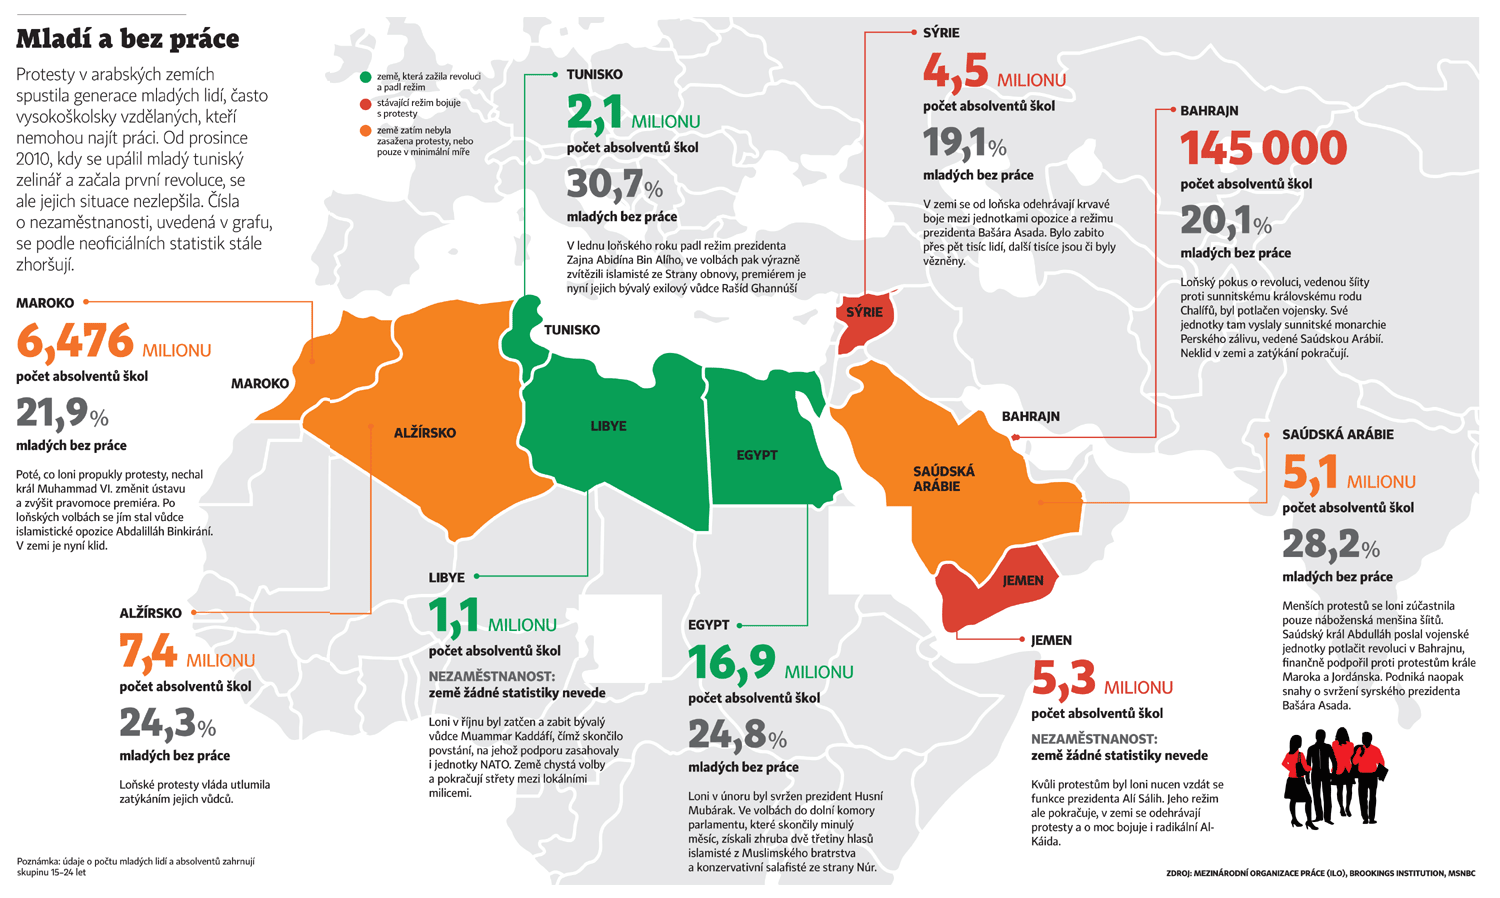 Mladí a bez práce
Protesty v arabských zemích
spustila generace mladých lidí, často
vysokoškolsky vzdělaných, kteří
nemohou najít práci. Od prosince
2010, kdy se upálil mladý tuniský
zelinář a začala první revoluce, se
ale jejich situace nezlepšila. Čísla
o nezaměstnanosti, uvedená v grafu,
se podle neoficiálních statistik stále
zhoršují.
země, která zažila revoluci
a padl režim
stávající režim bojuje
s protesty
země zatím nebyla
zasažena protesty, nebo
pouze v minimální míře
TUNISKO
2,1 MILIONU
počet absolventů škol
30,7%
mladých bez práce
V lednu loňského roku padl režim prezidenta
Zajna Abidína Bin Alího, ve volbách pak výrazně
zvítězili islamisté ze Strany obnovy, premiérem je
nyní jejich bývalý exilový vůdce Rašíd Ghannúší
SÝRIE
4,5 MILIONU
počet absolventů škol
19,1%
mladých bez práce
V zemi se od loňska odehrávají krvavé
boje mezi jednotkami opozice a režimu
prezidenta Bašára Asada. Bylo zabito
přes pět tisíc lidí, další tisíce jsou či byly
vězněny.
BAHRAJN
145 000
počet absolventů škol
20,1%
mladých bez práce
Loňský pokus o revoluci, vedenou šíity
proti sunnitskému královskému rodu
Chalífů, byl potlačen vojensky. Své
jednotky tam vyslaly sunnitské monarchie
Perského zálivu, vedené Saúdskou Arábií.
Neklid v zemi a zatýkání pokračují.
MAROKO
6,476 MILIONU
počet absolventů škol
21,9%
mladých bez práce
Poté, co loni propukly protesty, nechal
král Muhammad VI. změnit ústavu
a zvýšit pravomoce premiéra. Po
loňských volbách se jím stal vůdce
islamistické opozice Abdalilláh Binkirání.
V zemi je nyní klid.
SÝRIE
TUNISKO
MAROKO
ALŽÍRSKO
LIBYE
EGYPT
BAHRAJN
SAÚDSKÁ
ARÁBIE
JEMEN
SAÚDSKÁ ARÁBIE
5,1 MILIONU
počet absolventů škol
28,2%
mladých bez práce
Menších protestů se loni zúčastnila
pouze náboženská menšina šíitů.
Saúdský král Abdulláh poslal vojenské
jednotky potlačit revoluci v Bahrajnu,
finančně podpořil proti protestům krále
Maroka a Jordánska. Podniká naopak
snahy o svržení syrského prezidenta
Bašára Asada.
ALŽÍRSKO
7,4 MILIONU
počet absolventů škol
24,3%
mladých bez práce
Loňské protesty vláda utlumila
zatýkáním jejich vůdců.
LIBYE
1,1 MILIONU
počet absolventů škol
NEZAMĚSTNANOST:
země žádné statistiky nevede
Loni v říjnu byl zatčen a zabit bývalý
vůdce Muammar Kaddáfí, čímž skončilo
povstání, na jehož podporu zasahovaly
i jednotky NATO. Země chystá volby
a pokračují střety mezi lokálními
milicemi.
EGYPT
16,9 MILIONU
počet absolventů škol
24,8%
mladých bez práce
Loni v únoru byl svržen prezident Husní
Mubárak. Ve volbách do dolní komory
parlamentu, které skončily minulý
měsíc, získali zhruba dvě třetiny hlasů
islamisté z Muslimského bratrstva
a konzervativní salafisté ze strany Núr.
JEMEN
5,3 MILIONU
počet absolventů škol
NEZAMĚSTNANOST:
země žádné statistiky nevede
Kvůli protestům byl loni nucen vzdát se
funkce prezidenta Alí Sálih. Jeho režim
ale pokračuje, v zemi se odehrávají
protesty a o moc bojuje i radikální Al-
Káida.
Poznámka: údaje o počtu mladých lidí a absolventů zahrnují
skupinu 15–24 let
ZDROJ: MEZINÁRODNÍ ORGANIZACE PRÁCE (ILO), BROOKINGS INSTITUTION, MSNBC